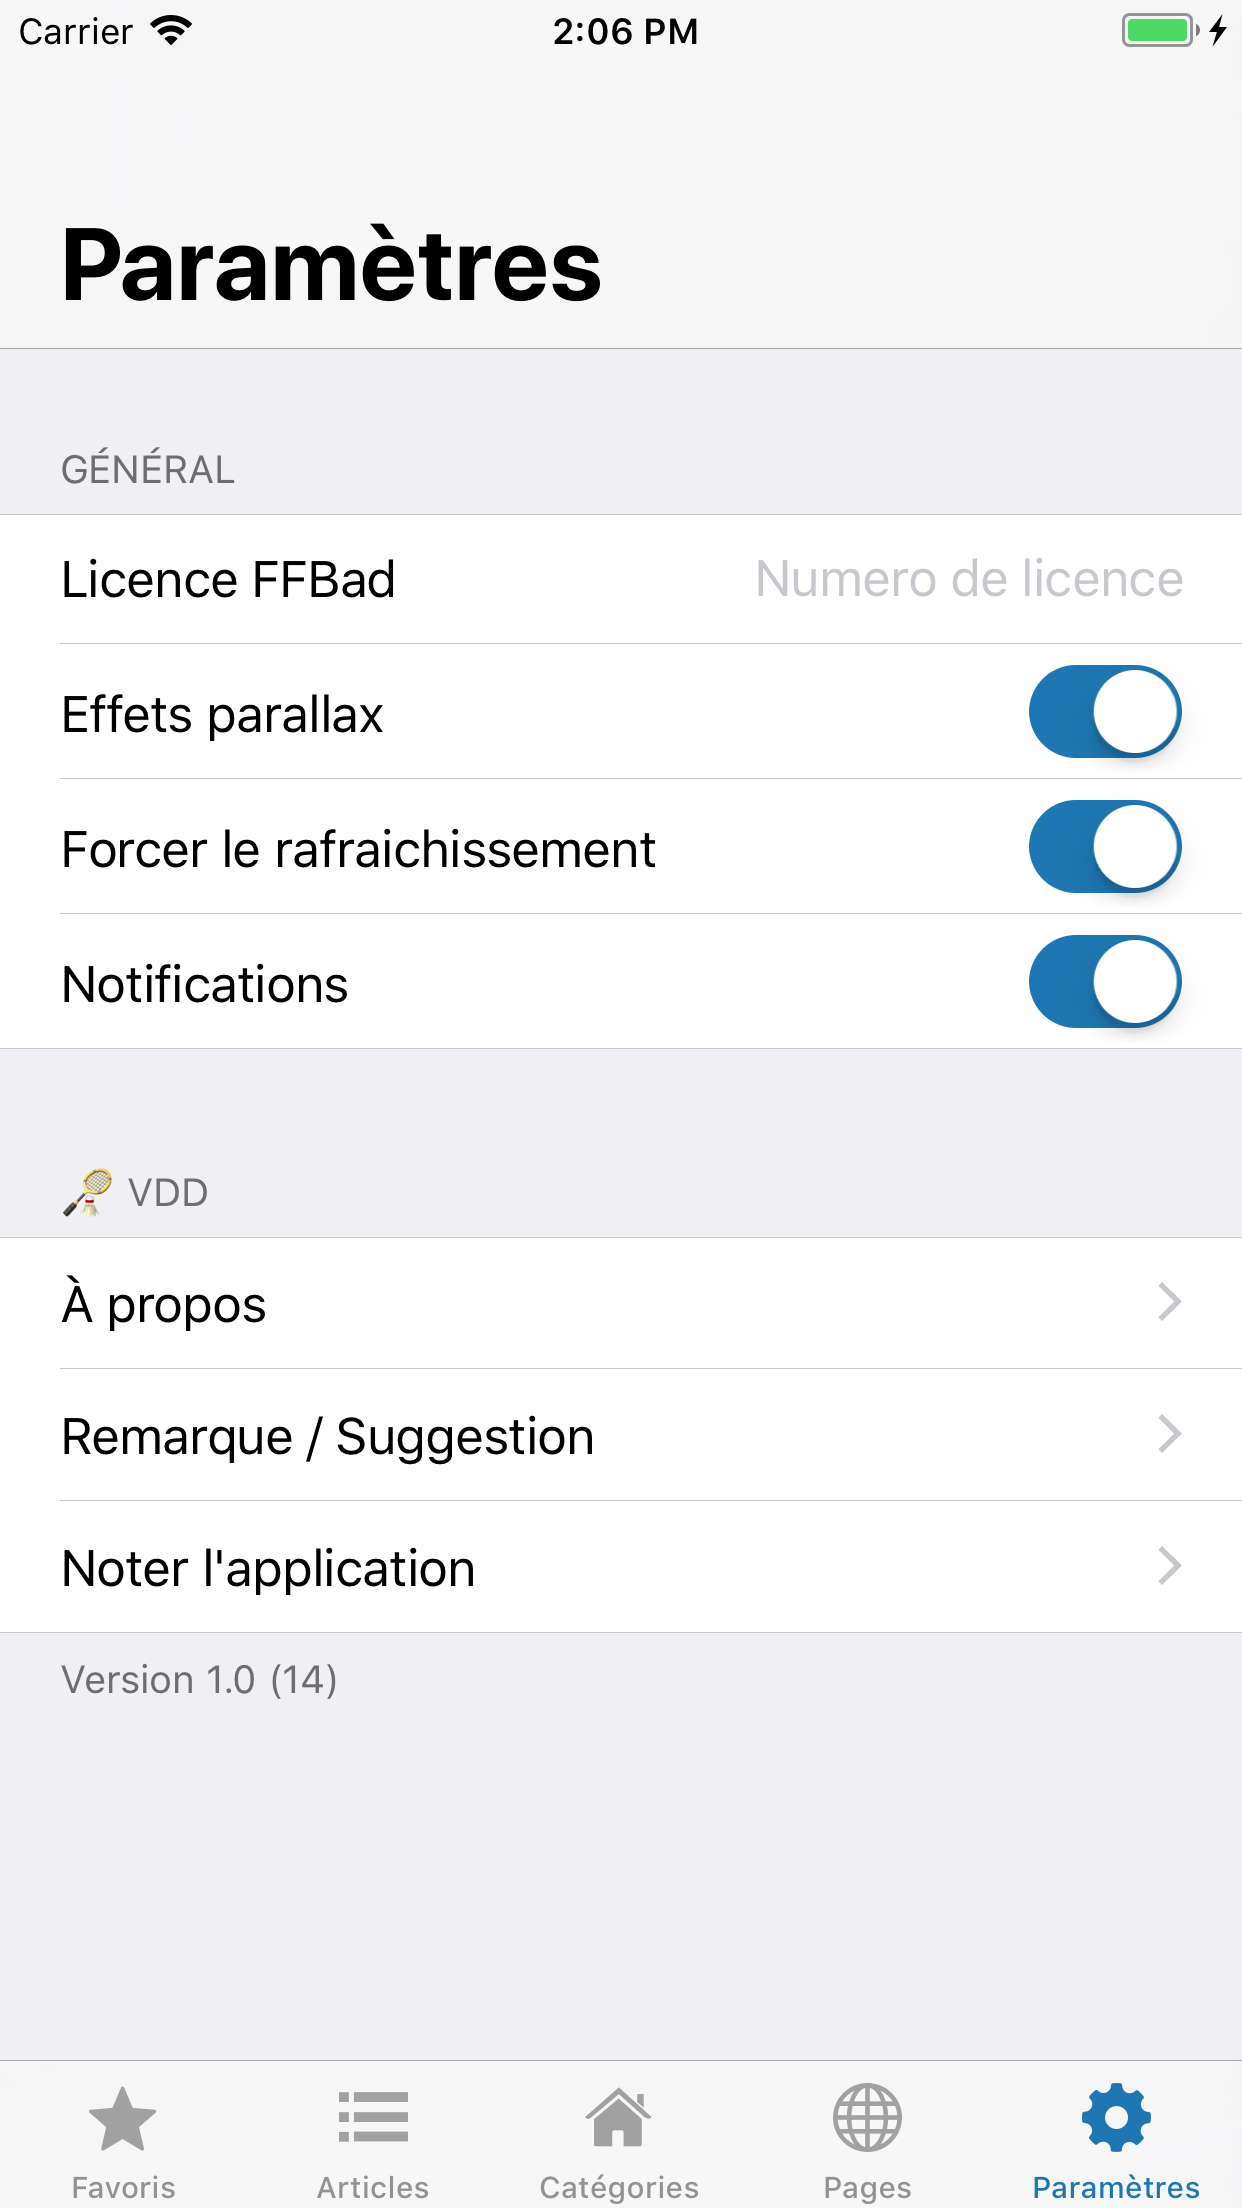 Carrier 2:06 PM
Paramètres
GÉNÉRAL
Licence FFBad Numero de licence
Effets parallax
Forcer le rafraichissement
Notifications
🏸 VDD
À propos
Remarque / Suggestion
Noter l'application
Version 1.0 (14)
Favoris Articles Catégories Pages Paramètres